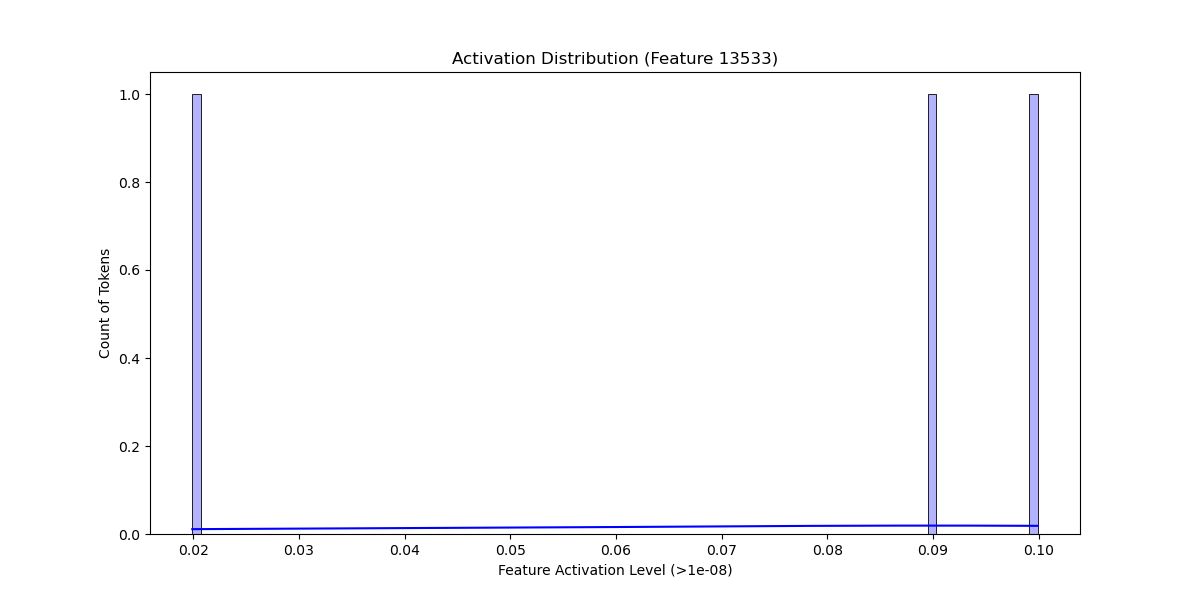 Activation Distribution (Feature 13533)
Count of Tokens
1.0
0.8
0.6
0.4
0.2
0.0
0.02 0.03 0.04 0.05 0.06 0.07 0.08 0.09 0.10
Feature Activation Level (>1e-08)